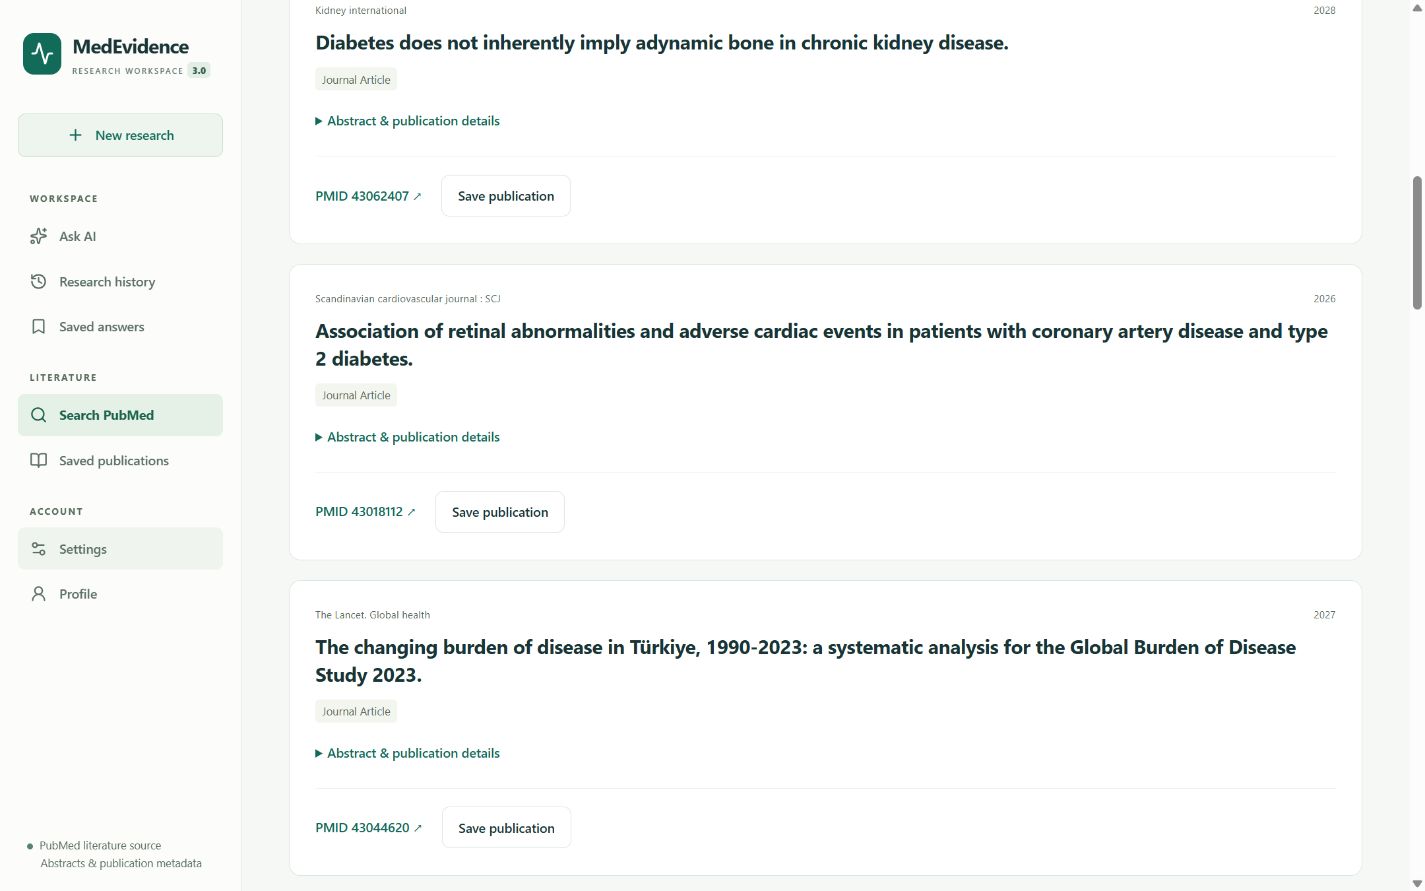 MedEvidence
RESEARCH WORKSPACE 3.0
New research
WORKSPACE
Ask AI
Research history
Saved answers
LITERATURE
Search PubMed
Saved publications
ACCOUNT
Settings
Profile
PubMed literature source
Abstracts & publication metadata
Kidney international 2028
Diabetes does not inherently imply adynamic bone in chronic kidney disease.
Journal Article
Abstract & publication details
PMID 43062407 ↗ Save publication
Scandinavian cardiovascular journal : SCJ 2026
Association of retinal abnormalities and adverse cardiac events in patients with coronary artery disease and type
2 diabetes.
Journal Article
Abstract & publication details
PMID 43018112 ↗ Save publication
The Lancet. Global health 2027
The changing burden of disease in Türkiye, 1990-2023: a systematic analysis for the Global Burden of Disease
Study 2023.
Journal Article
Abstract & publication details
PMID 43044620 ↗ Save publication